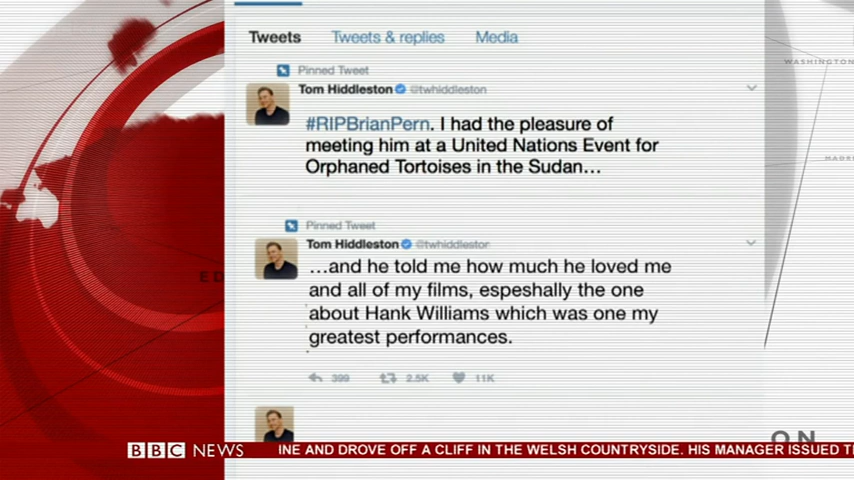 Tweets Tweets & replies Media
WASHINGTON
Pinned Tweet
Tom Hiddleston @twhiddleston
#RIPBrianPern. I had the pleasure of
meeting him at a United Nations Event for
Orphaned Tortoises in the Sudan...
Pinned Tweet
Tom Hiddleston @twhiddleston
...and he told me how much he loved me
and all of my films, espeshally the one
about Hank Williams which was one my
greatest performances.
399 2.5K 11K
ON
BBC NEWS INE AND DROVE OFF A CLIFF IN THE WELSH COUNTRYSIDE. HIS MANAGER ISSUED T